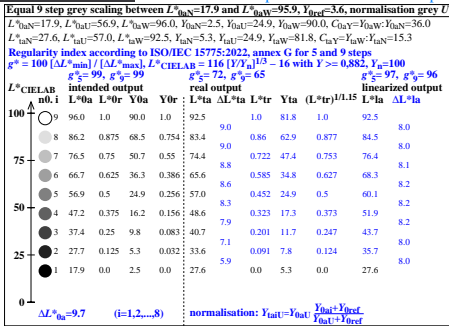 Equal 9 step grey scaling between L*0aN=17.9 and L*0aW=95.9, Y0ref=3.6, normalisation grey U
L*0aN=17.9, L*0aU=56.9, L*0aW=96.0, Y0aN=2.5, Y0aU=24.9, Y0aW=90.0, C0aY=Y0aW:Y0aN=36.0
L*taN=27.6, L*taU=57.0, L*taW=92.5, YtaN=5.3, YtaU=24.9, YtaW=81.8, CtaY=YtaW:YtaN=15.3
Regularity index according to ISO/IEC 15775:2022, annex G for 5 and 9 steps
g* = 100 [ΔL*min] / [ΔL*max], L*CIELAB = 116 [Y/Yn]1/3 – 16 with Y >= 0,882, Yn=100
g*5= 99, g*9= 99 g*5= 72, g*9= 65 g*5= 97, g*9= 96
L*CIELAB intended output real output linearized output
n0. i L*0a L*0r Y0a Y0r L*ta ΔL*ta L*tr Yta (L*tr)1/1.15 L*la ΔL*la
100 9 96.0 1.0 90.0 1.0 92.5 1.0 81.8 1.0 92.5
9.0 8.0
8 86.2 0.875 68.5 0.754 83.4 0.86 62.9 0.877 84.5
9.0 8.0
75 7 76.5 0.75 50.7 0.55 74.4 0.722 47.4 0.753 76.4
8.8 8.1
6 66.7 0.625 36.3 0.386 65.6 0.585 34.8 0.627 68.3
8.6 8.2
50 5 56.9 0.5 24.9 0.256 57.0 0.452 24.9 0.5 60.1
8.3 8.2
4 47.2 0.375 16.2 0.156 48.6 0.323 17.3 0.373 51.9
7.9 8.2
3 37.4 0.25 9.8 0.083 40.7 0.201 11.7 0.247 43.7
7.1 8.0
25 2 27.7 0.125 5.3 0.032 33.6 0.091 7.8 0.124 35.7
5.9 8.0
1 17.9 0.0 2.5 0.0 27.6 0.0 5.3 0.0 27.6
0 ΔL*0a=9.7 (i=1,2,...,8) normalisation: YtaiU=Y0aU (Y0ai+Y0ref)/(Y0aU+Y0ref)